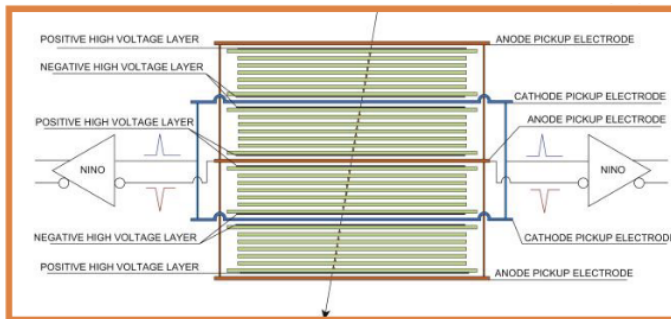 POSITIVE HIGH VOLTAGE LAYER
ANODE PICKUP ELECTRODE
NEGATIVE HIGH VOLTAGE LAYER
CATHODE PICKUP ELECTRODE
POSITIVE HIGH VOLTAGE LAYER
ANODE PICKUP ELECTRODE
NINO
NINO
NEGATIVE HIGH VOLTAGE LAYER
CATHODE PICKUP ELECTRODE
POSITIVE HIGH VOLTAGE LAYER
ANODE PICKUP ELECTRODE